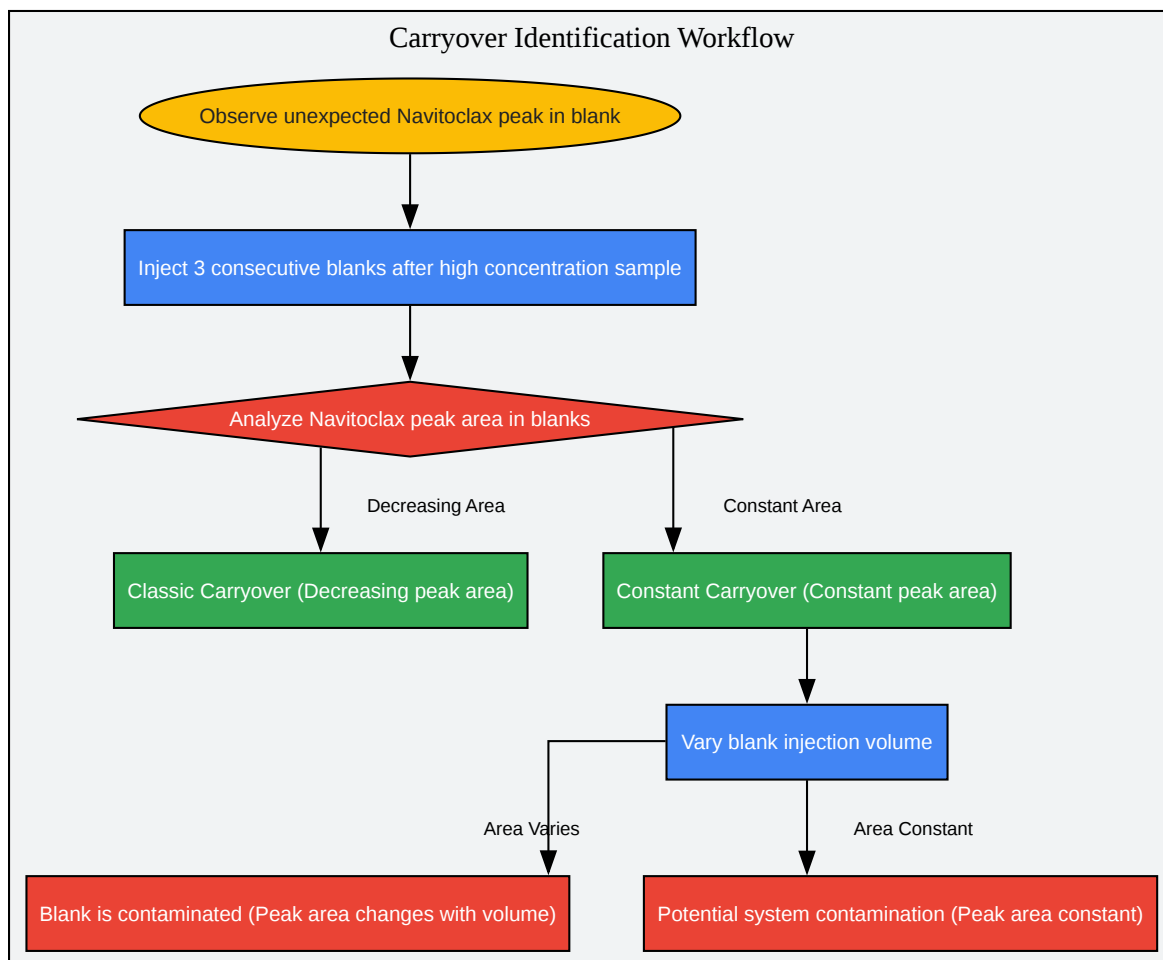 Carryover Identification Workflow
Observe unexpected Navitoclax peak in blank
Inject 3 consecutive blanks after high concentration sample
Analyze Navitoclax peak area in blanks
Decreasing Area
Constant Area
Classic Carryover (Decreasing peak area)
Constant Carryover (Constant peak area)
Vary blank injection volume
Area Varies
Area Constant
Blank is contaminated (Peak area changes with volume)
Potential system contamination (Peak area constant)